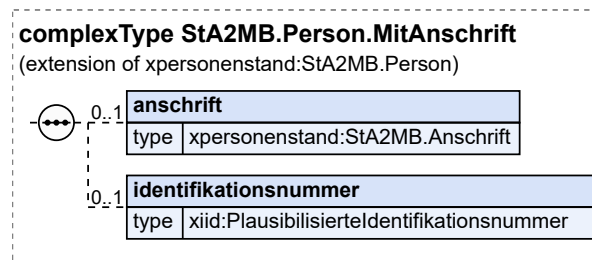 complexType StA2MB.Person.MitAnschrift
(extension of xpersonenstand:StA2MB.Person)
0..1 anschrift
type xpersonenstand:StA2MB.Anschrift
0..1 identifikationsnummer
type xiid:PlausibilisierteIdentifikationsnummer